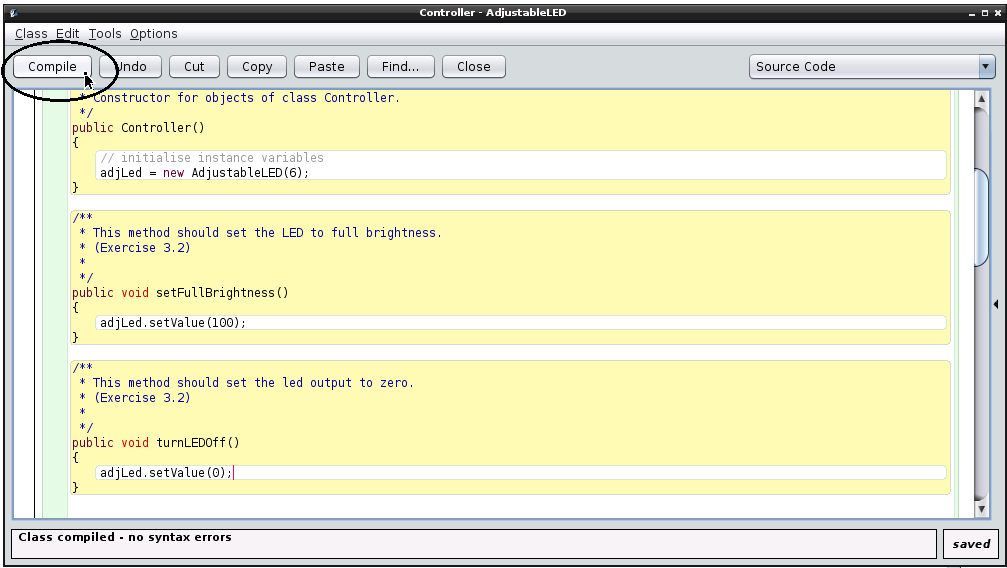 Controller - AdjustableLED
Class Edit Tools Options
Compile Undo Cut Copy Paste Find... Close Source Code
* Constructor for objects of class Controller.
*/
public Controller()
{
// initialise instance variables
adjLed = new AdjustableLED(6);
}
/**
* This method should set the LED to full brightness.
* (Exercise 3.2)
*
*/
public void setFullBrightness()
{
adjLed.setValue(100);
}
/**
* This method should set the led output to zero.
* (Exercise 3.2)
*
*/
public void turnLEDOff()
{
adjLed.setValue(0);
}
Class compiled - no syntax errors
saved